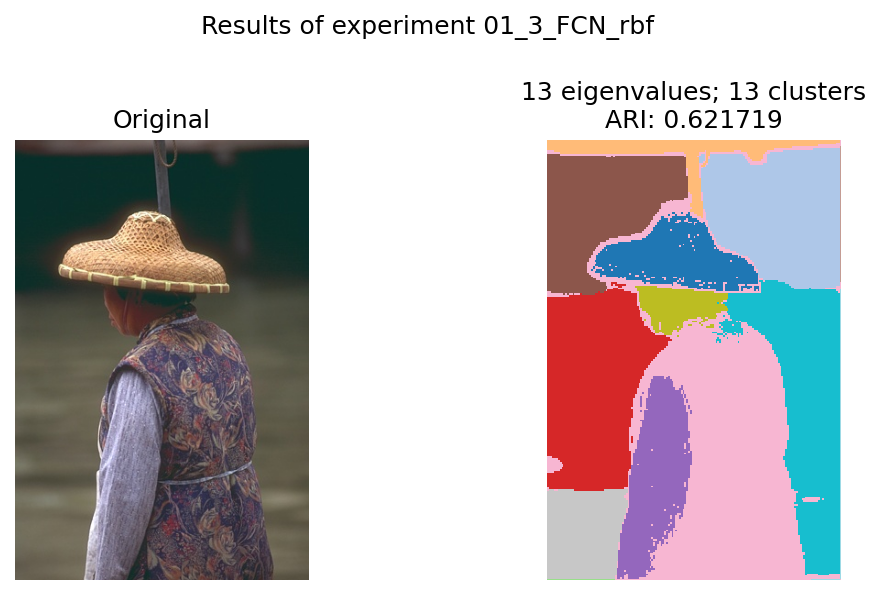 Results of experiment 01_3_FCN_rbf
Original
13 eigenvalues; 13 clusters
ARI: 0.621719